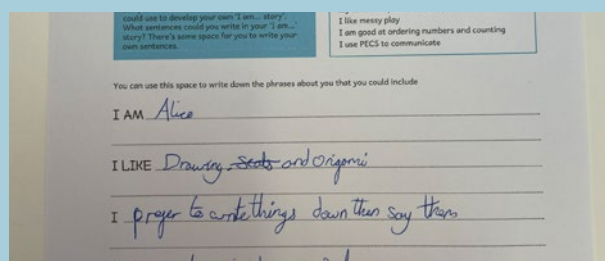 could use to develop your own 'I am... story'.
What sentences could you write in your 'I am...'
story? There's some space for you to write your
own sentences.
I like messy play
I am good at ordering numbers and counting
I use PECS to communicate
You can use this space to write down the phrases about you that you could include
I AM Alice
I LIKE Drawing, and Origami
I prefer to write things down then say them